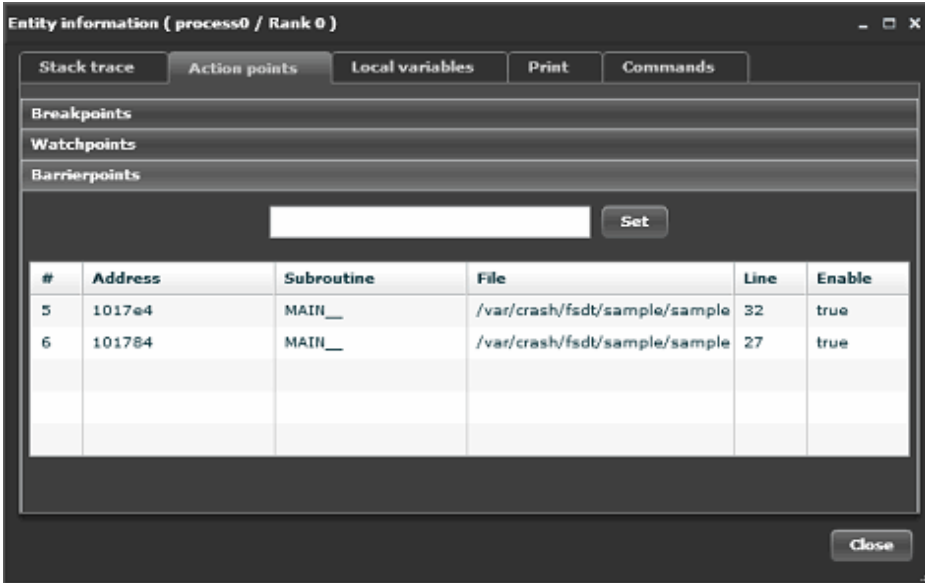 Entity information ( process0 / Rank 0 )
Stack trace Action points Local variables Print Commands
Breakpoints
Watchpoints
Barrierpoints
Set
# Address Subroutine File Line Enable
5 1017e4 MAIN__ /var/crash/fsdt/sample/sample 32 true
6 101784 MAIN__ /var/crash/fsdt/sample/sample 27 true
Close